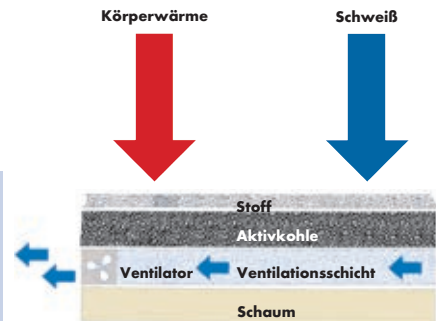 Körperwärme Schweiß
Stoff
Aktivkohle
Ventilator Ventilationsschicht
Schaum